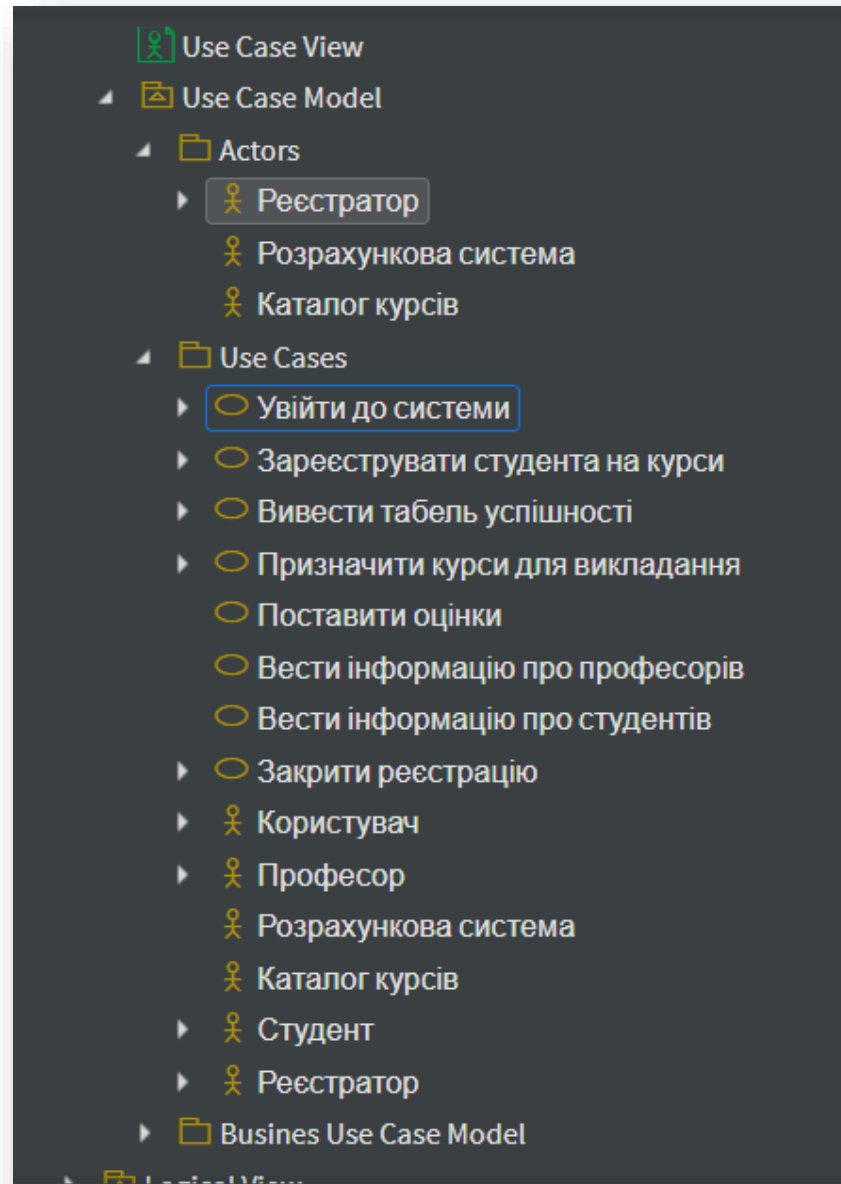 Use Case View
Use Case Model
Actors
Реєстратор
Розрахункова система
Каталог курсів
Use Cases
Увійти до системи
Зареєструвати студента на курси
Вивести табель успішності
Призначити курси для викладання
Поставити оцінки
Вести інформацію про професорів
Вести інформацію про студентів
Закрити реєстрацію
Користувач
Професор
Розрахункова система
Каталог курсів
Студент
Реєстратор
Busines Use Case Model
Logical View